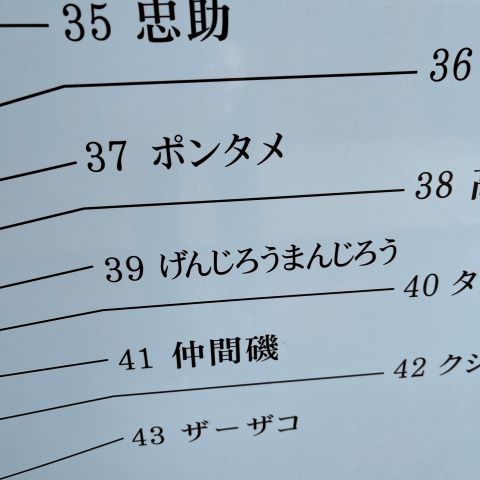 35 忠助
36
37 ポンタメ
38
39 げんじろうまんじろう
40 タ
41 仲間磯
42 クシ
43 ザーザコ